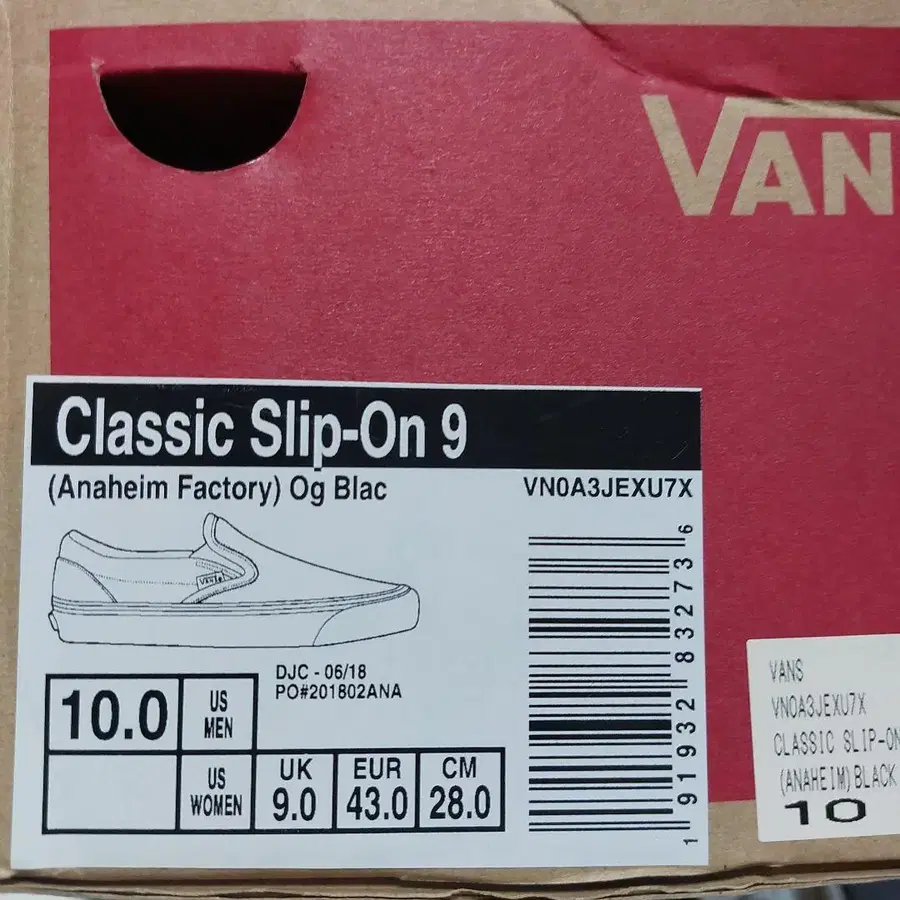 VAN
Classic Slip-On 9
(Anaheim Factory) Og Blac
VN0A3JEXU7X
VANS
DJC - 06/18
PO#201802ANA
10.0 US MEN
US WOMEN
UK 9.0
EUR 43.0
CM 28.0
1 91932 83273 6
VANS
VN0A3JEXU7X
CLASSIC SLIP-ON
(ANAHEIM) BLACK
10